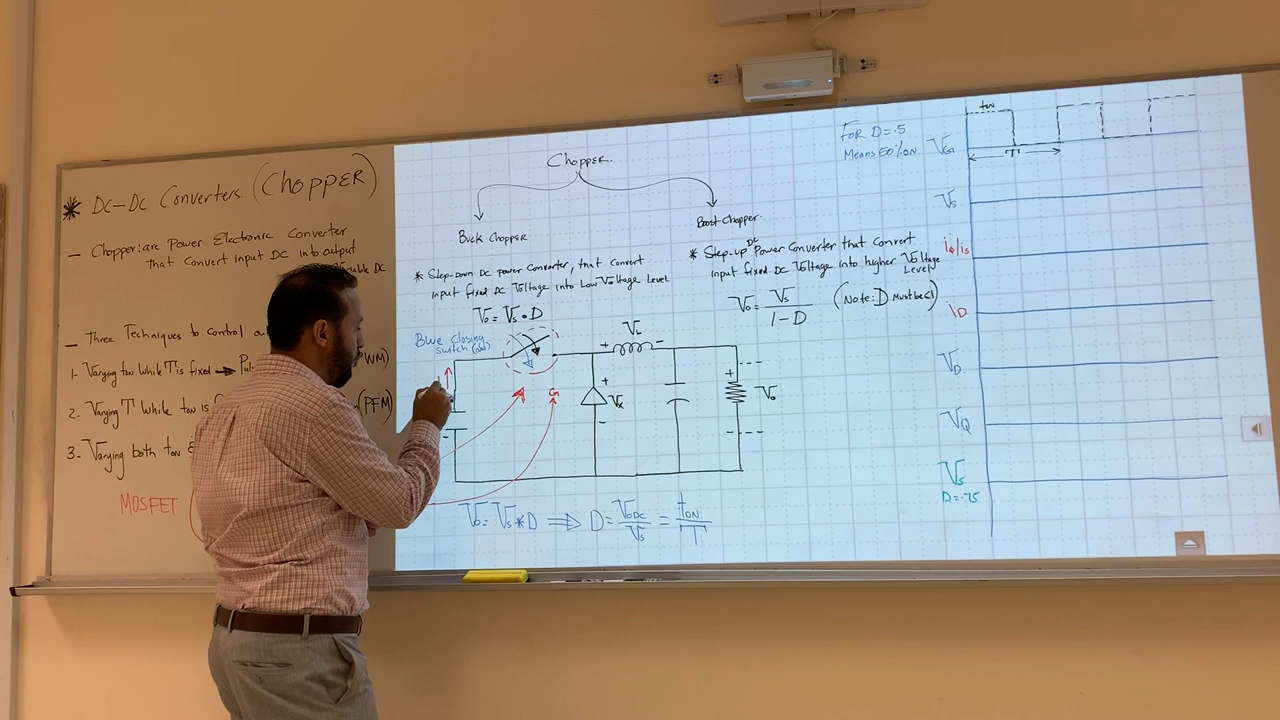 * DC-DC Converters. (CHOPPER)
- Chopper: are Power Electronic Converter
that Convert input DC into output
able DC
- Three Techniques to control
1- Varying ton while T is fixed → (WM)
2. Varying T while ton is (PFM)
3- Varying both ton
MOSFET
Chopper.
Buck Chopper
* Step-down DC power converter, that convert
input fixed DC Voltage into Low Voltage Level
Vo = Vs • D
Boost Chopper.
* Step-up DC Power Converter that Convert
input fixed DC Voltage into higher Voltage
Level
Vo = Vs / 1-D (Note: D must be <1)
Blue Closing
switch (on)
+ VL -
+
Vx
-
+
Vo
-
G
Vo = Vs * D ⟹ D = Vodc / Vs = ton / T
FOR D = .5
Means 50% ON
VG
ton
T
Vs
iQ/is
iD
VD
VQ
Vs
D = .75